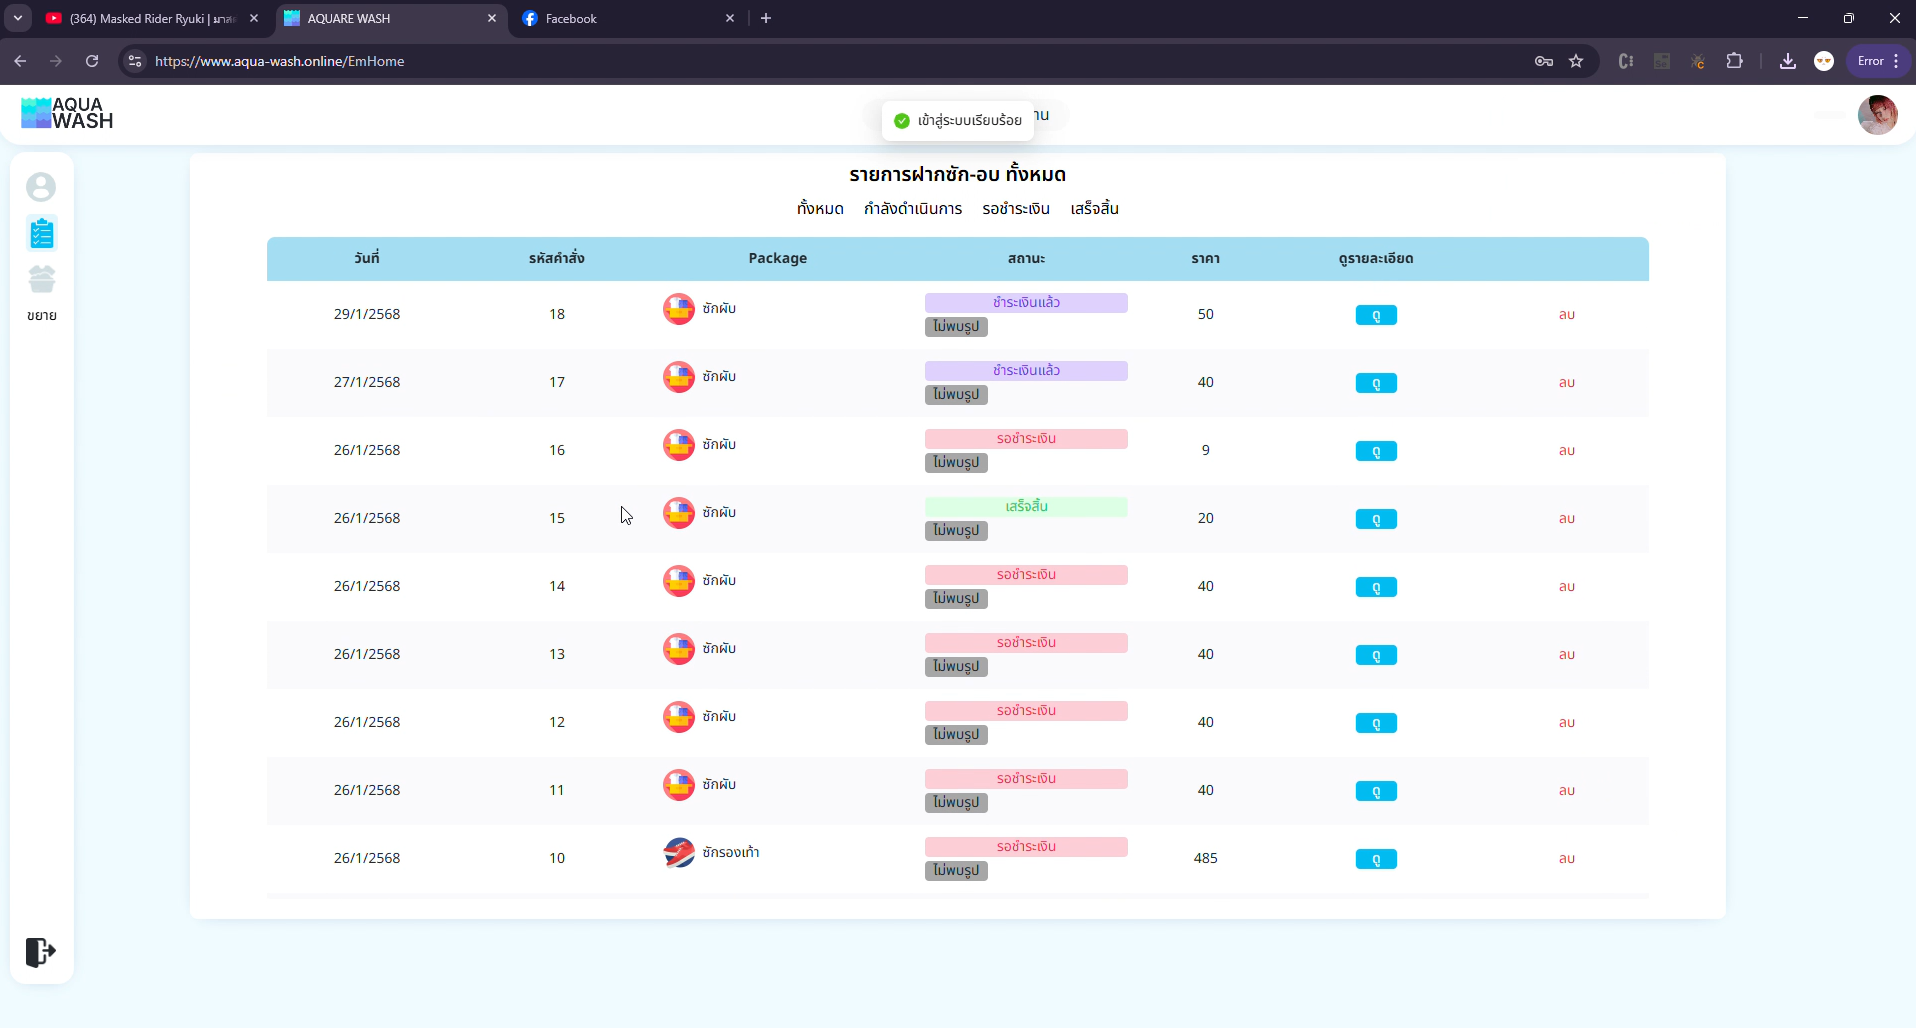 (364) Masked Rider Ryuki | มาส
AQUARE WASH
Facebook
https://www.aqua-wash.online/EmHome
Error
AQUA
WASH
เข้าสู่ระบบเรียบร้อย
าน
รายการฝากซัก-อบ ทั้งหมด
ทั้งหมด กำลังดำเนินการ รอชำระเงิน เสร็จสิ้น
วันที่ รหัสคำสั่ง Package สถานะ ราคา ดูรายละเอียด
29/1/2568 18 ซักผับ ชำระเงินแล้ว ไม่พบรูป 50 ดู ลบ
27/1/2568 17 ซักผับ ชำระเงินแล้ว ไม่พบรูป 40 ดู ลบ
26/1/2568 16 ซักผับ รอชำระเงิน ไม่พบรูป 9 ดู ลบ
26/1/2568 15 ซักผับ เสร็จสิ้น ไม่พบรูป 20 ดู ลบ
26/1/2568 14 ซักผับ รอชำระเงิน ไม่พบรูป 40 ดู ลบ
26/1/2568 13 ซักผับ รอชำระเงิน ไม่พบรูป 40 ดู ลบ
26/1/2568 12 ซักผับ รอชำระเงิน ไม่พบรูป 40 ดู ลบ
26/1/2568 11 ซักผับ รอชำระเงิน ไม่พบรูป 40 ดู ลบ
26/1/2568 10 ซักรองเท้า รอชำระเงิน ไม่พบรูป 485 ดู ลบ
ขยาย